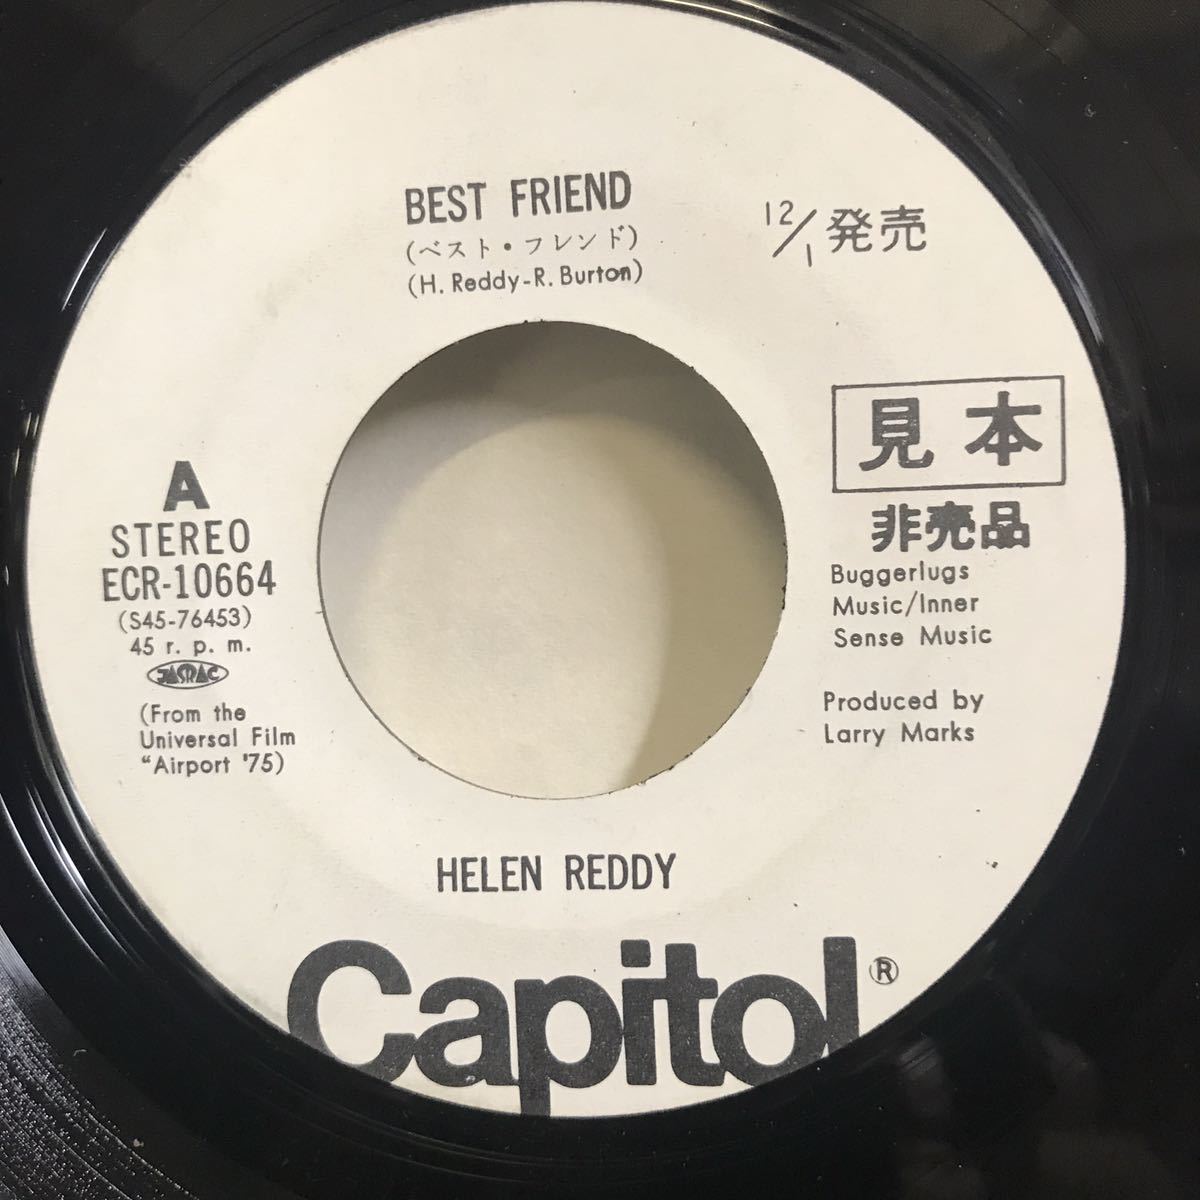 BEST FRIEND
(ベスト・フレンド)
(H. Reddy-R. Burton)
12/1 発売
見本
非売品
A
STEREO
ECR-10664
(S45-76453)
45 r. p. m.
JASRAC
(From the
Universal Film
“Airport '75)
Buggerlugs
Music/Inner
Sense Music
Produced by
Larry Marks
HELEN REDDY
Capitol®